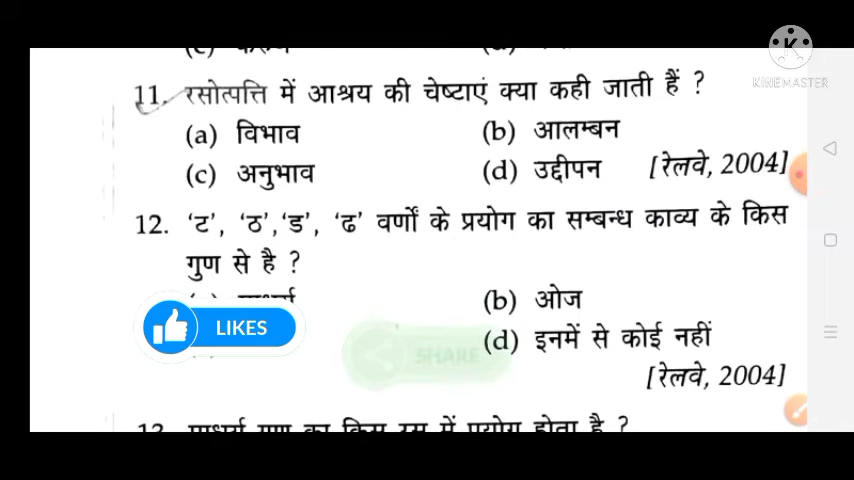 KINEMASTER
11. रसोत्पत्ति में आश्रय की चेष्टाएं क्या कही जाती हैं ?
(a) विभाव (b) आलम्बन
(c) अनुभाव (d) उद्दीपन [रेलवे, 2004]
12. ‘ट’, ‘ठ’,‘ड’, ‘ढ’ वर्णों के प्रयोग का सम्बन्ध काव्य के किस
गुण से है ?
(b) ओज
LIKES
SHARE
(d) इनमें से कोई नहीं
[रेलवे, 2004]